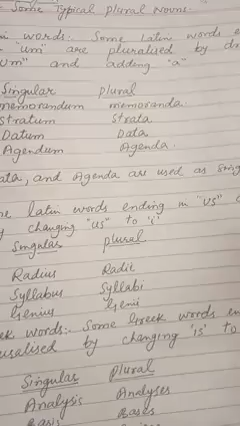 Some Typical Plural Nouns:
words:- Some Latin words
"um" are pluralised by
"um" and adding "a"
Singular Plural
memorandum memoranda.
Stratum Strata
Datum Data
Agendum Agenda.
and Agenda are used as
latin words ending in "us"
changing "us" to "i"
Singular plural
Radius Radii
Syllabus Syllabi
Genius Genii
words:- Some Greek words
by changing 'is' to
Singular Plural
Analysis Analyses
Basis Bases